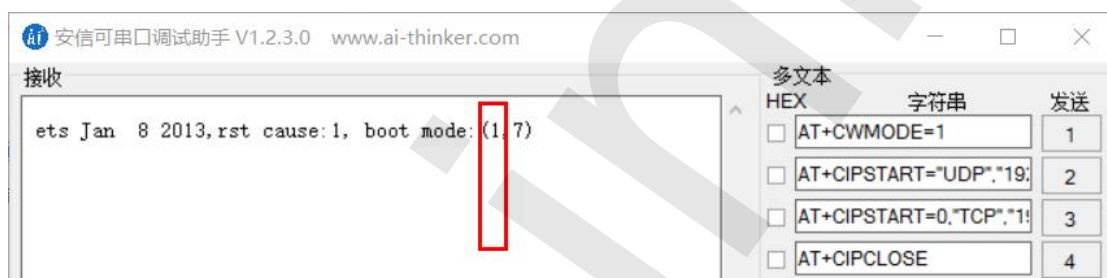 安信可串口调试助手 V1.2.3.0 www.ai-thinker.com
接收
ets Jan  8 2013,rst cause:1, boot mode:(1,7)
多文本
HEX 字符串 发送
AT+CWMODE=1 1
AT+CIPSTART="UDP","192 2
AT+CIPSTART=0,"TCP","19 3
AT+CIPCLOSE 4